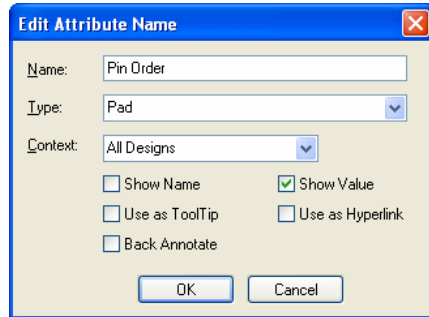 Edit Attribute Name
Name: Pin Order
Type: Pad
Context: All Designs
Show Name Show Value
Use as ToolTip Use as Hyperlink
Back Annotate
OK Cancel